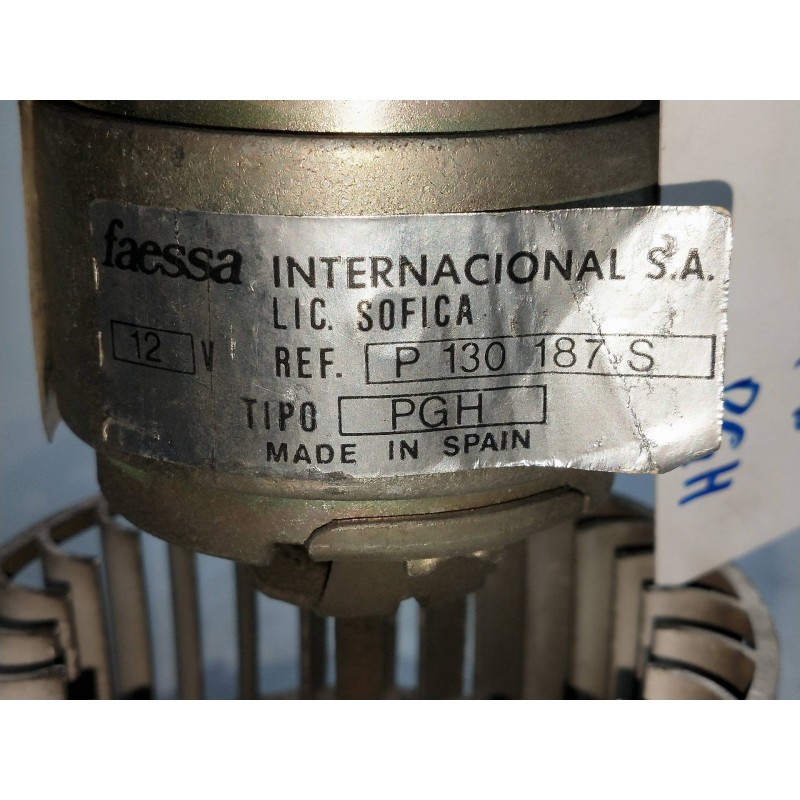 faessa INTERNACIONAL S.A.
LIC. SOFICA
12 V REF. P 130 187 S
TIPO PGH
MADE IN SPAIN